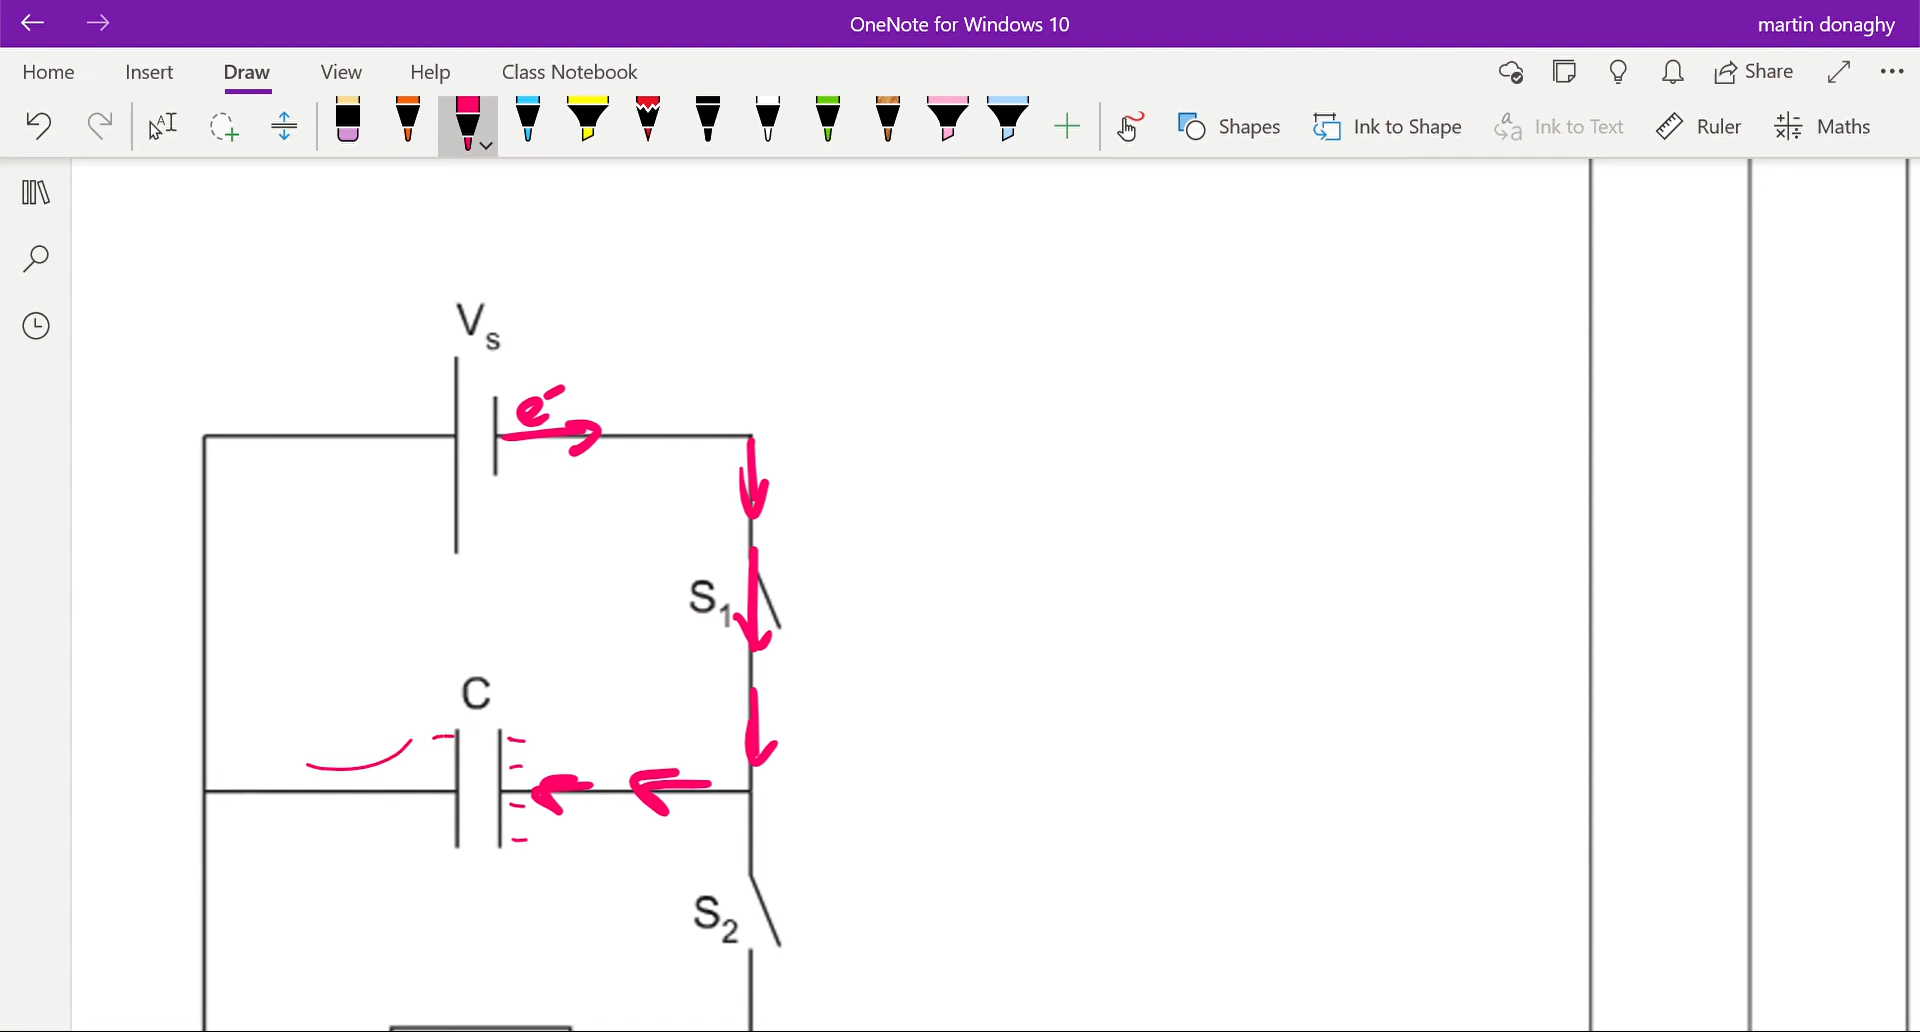 OneNote for Windows 10
martin donaghy
Home Insert Draw View Help Class Notebook
Share
Shapes Ink to Shape Ink to Text Ruler Maths
Vs
e-
S1
C
S2